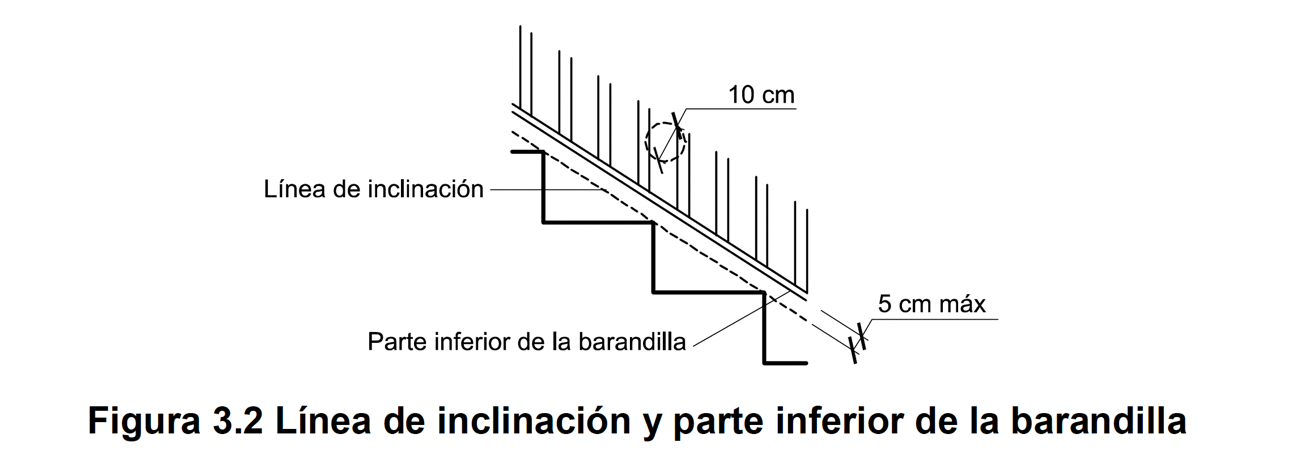 10 cm
Línea de inclinación
5 cm máx
Parte inferior de la barandilla
Figura 3.2 Línea de inclinación y parte inferior de la barandilla